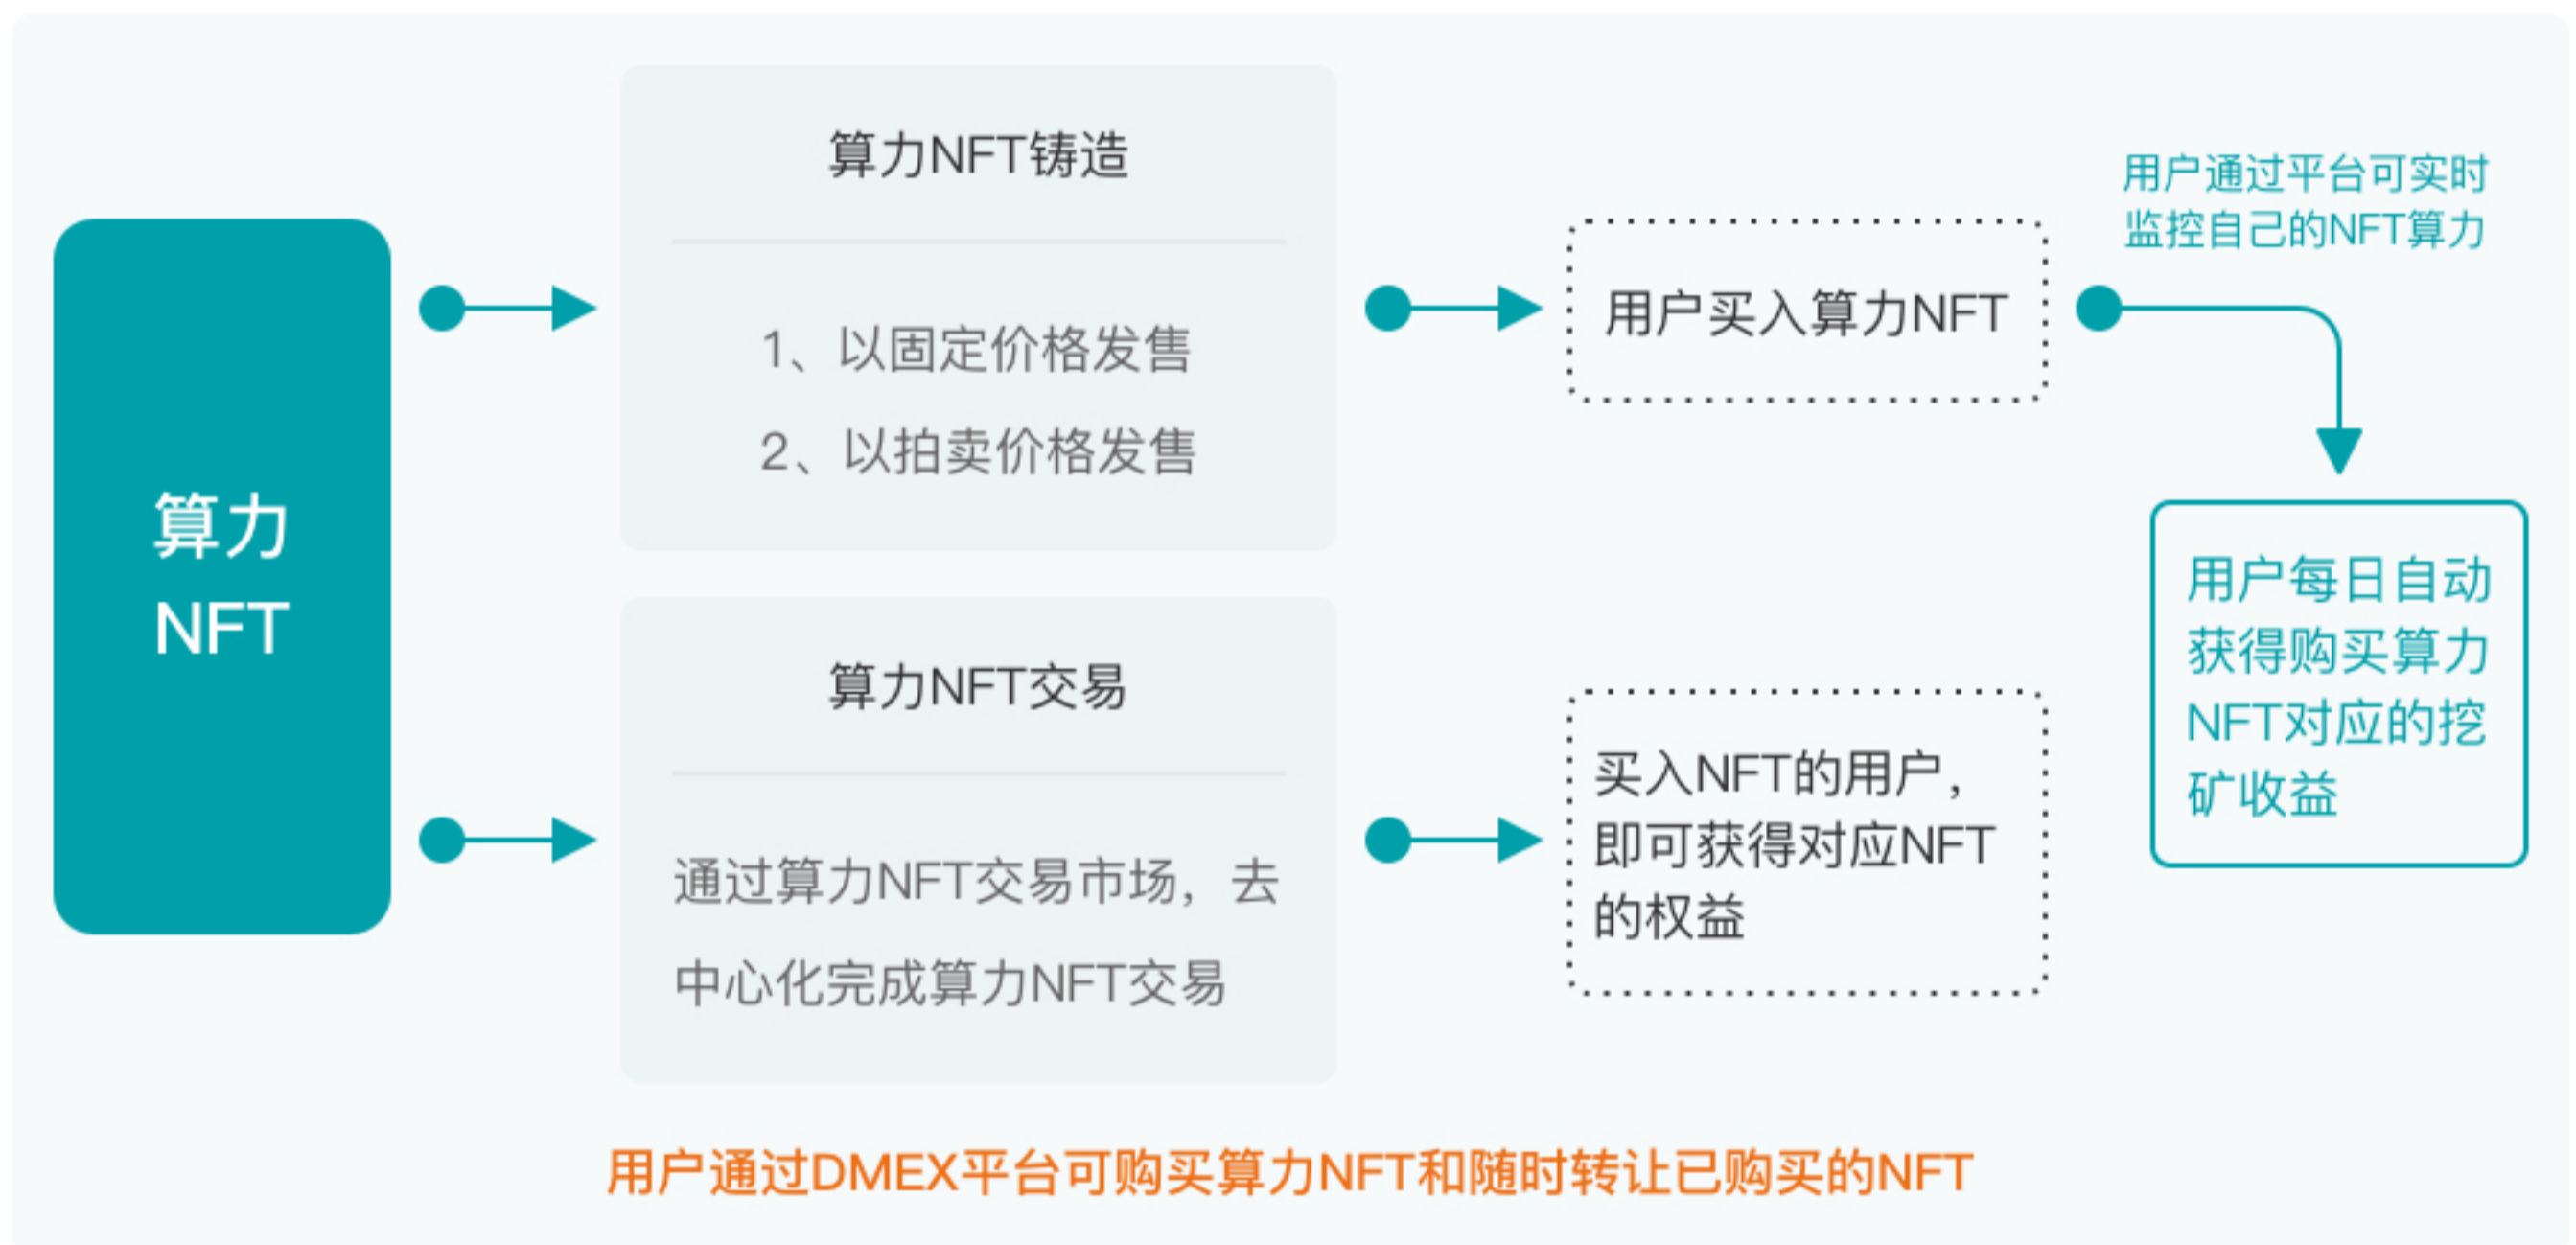 算力
NFT
算力NFT铸造
1、以固定价格发售
2、以拍卖价格发售
用户买入算力NFT
用户通过平台可实时
监控自己的NFT算力
用户每日自动
获得购买算力
NFT对应的挖
矿收益
算力NFT交易
通过算力NFT交易市场，去
中心化完成算力NFT交易
买入NFT的用户，
即可获得对应NFT
的权益
用户通过DMEX平台可购买算力NFT和随时转让已购买的NFT